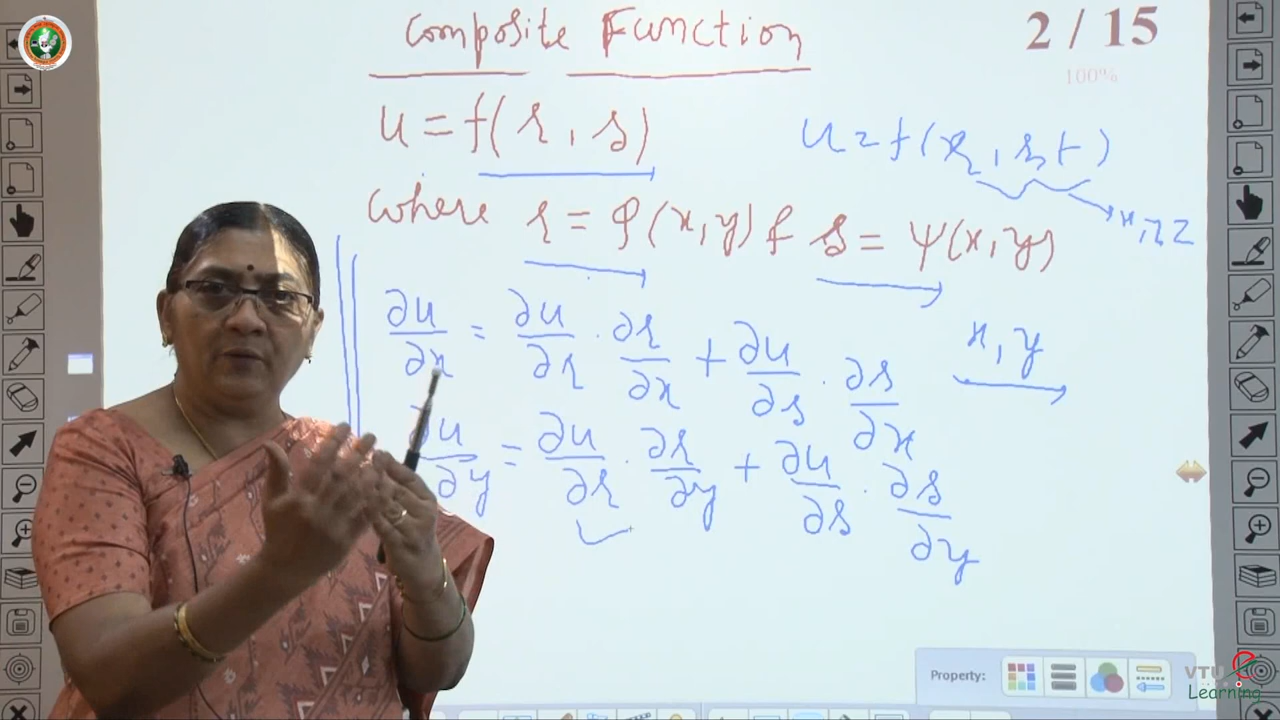 Composite Function
2 / 15
100%
u = f(r, s)
u = f(r, s, t)
where r = φ(x, y) & s = ψ(x, y)
x, y, z
∂u/∂x = ∂u/∂r · ∂r/∂x + ∂u/∂s · ∂s/∂x
x, y
∂u/∂y = ∂u/∂r · ∂r/∂y + ∂u/∂s · ∂s/∂y
Property:
VTU e
Learning